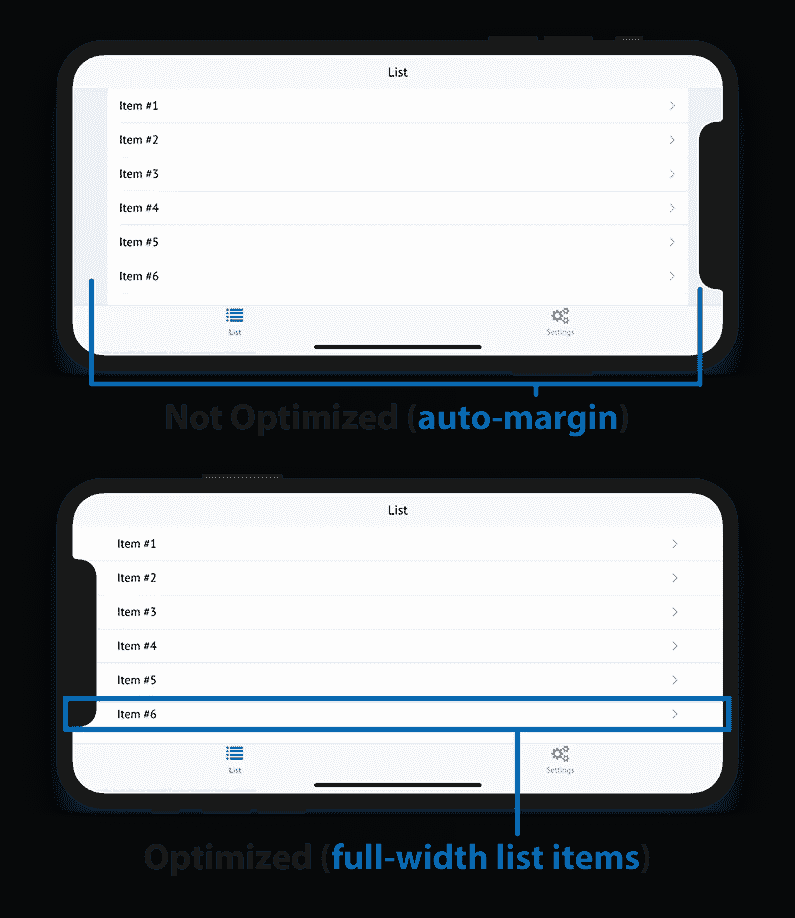 List
Item #1
Item #2
Item #3
Item #4
Item #5
Item #6
List
Settings
Not Optimized (auto-margin)
List
Item #1
Item #2
Item #3
Item #4
Item #5
Item #6
List
Settings
Optimized (full-width list items)